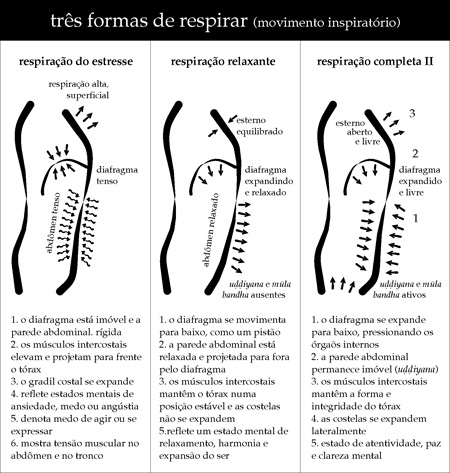 três formas de respirar (movimento inspiratório)
respiração do estresse
respiração alta,
superficial
diafragma
tenso
abdômen tenso
1. o diafragma está imóvel e a
parede abdominal. rígida
2. os músculos intercostais
elevam e projetam para frente
o tórax
3. o gradil costal se expande
4. reflete estados mentais de
ansiedade, medo ou angústia
5. denota medo de agir ou se
expressar
6. mostra tensão muscular no
abdômen e no tronco
respiração relaxante
esterno
equilibrado
diafragma
expandindo
e relaxado
abdômen relaxado
uḍḍiyana e mūla
bandha ausentes
1. o diafragma se movimenta
para baixo, como um pistão
2. a parede abdominal está
relaxada e projetada para fora
pelo diafragma
3. os músculos intercostais
mantêm o tórax numa
posição estável e as costelas
não se expandem
5.reflete um estado mental de
relaxamento, harmonia e
expansão do ser
respiração completa II
3
esterno
aberto
e livre
2
diafragma
expandido
e livre
1
uḍḍiyana e mūla
bandha ativos
1. o diafragma se expande
para baixo, pressionando os
órgaõs internos
2. a parede abdominal
permanece imóvel (uḍḍiyana)
3. os músculos intercostais
mantêm a forma e
integridade do tórax
4. as costelas se expandem
lateralmente
5. estado de atentividade, paz
e clareza mental